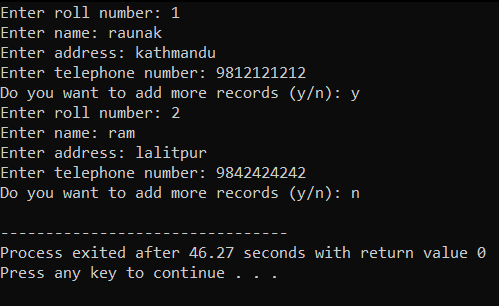 Enter roll number: 1
Enter name: raunak
Enter address: kathmandu
Enter telephone number: 9812121212
Do you want to add more records (y/n): y
Enter roll number: 2
Enter name: ram
Enter address: lalitpur
Enter telephone number: 9842424242
Do you want to add more records (y/n): n
--------------------------------
Process exited after 46.27 seconds with return value 0
Press any key to continue . . .